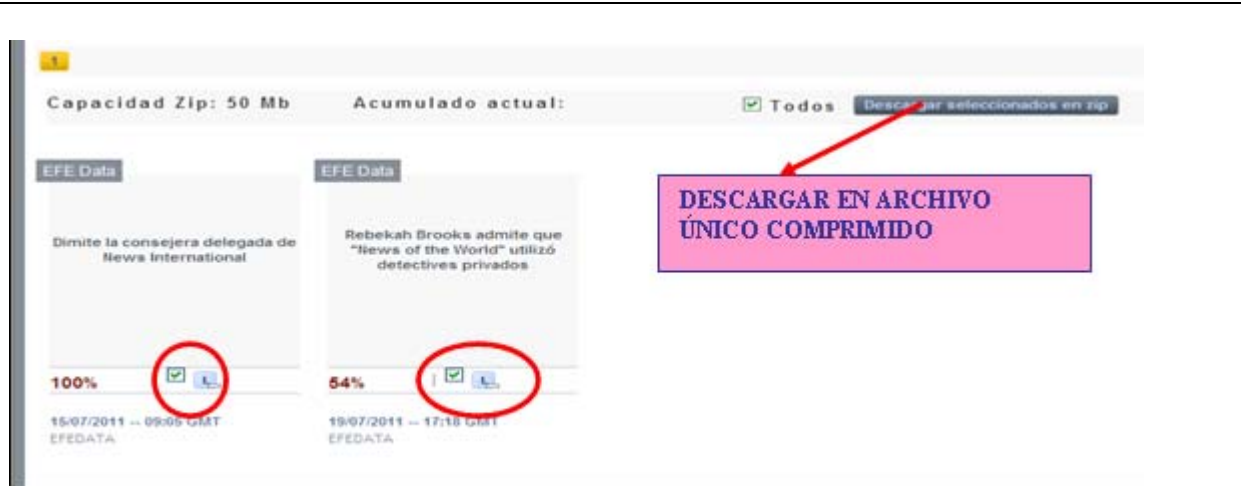 1
Capacidad Zip: 50 Mb Acumulado actual: Todos Descargar seleccionados en zip
EFE Data
Dimite la consejera delegada de
News International
100%
15/07/2011 -- 09:05 GMT
EFEDATA
EFE Data
Rebekah Brooks admite que
"News of the World" utilizó
detectives privados
54%
19/07/2011 -- 17:18 GMT
EFEDATA
DESCARGAR EN ARCHIVO
ÚNICO COMPRIMIDO